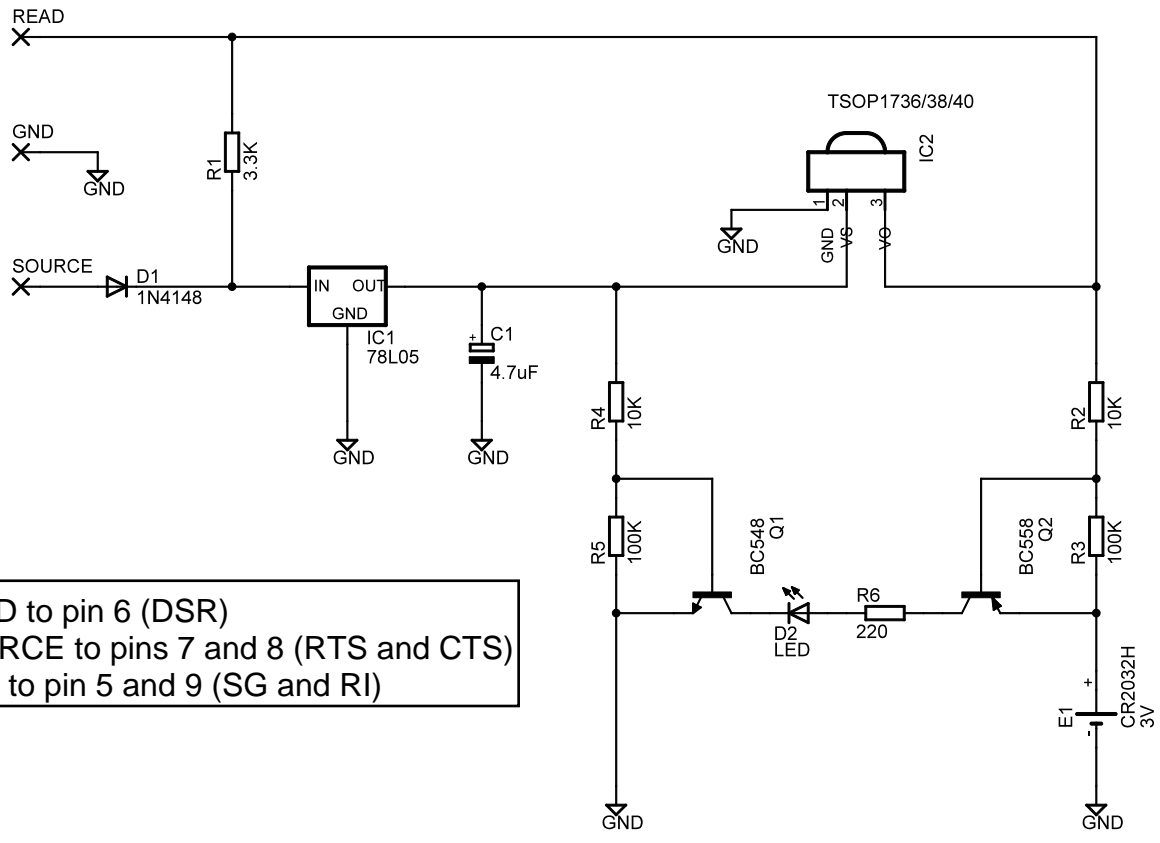 READ
TSOP1736/38/40
IC2
GND
GND
R1
3.3K
1
2
3
GND
VS
VO
GND
SOURCE
D1
1N4148
IN OUT
GND
IC1
78L05
+
C1
4.7uF
GND
GND
R4
10K
R2
10K
R5
100K
BC548
Q1
BC558
Q2
R3
100K
D2
LED
R6
220
D to pin 6 (DSR)
RCE to pins 7 and 8 (RTS and CTS)
to pin 5 and 9 (SG and RI)
+
E1
-
CR2032H
3V
GND
GND